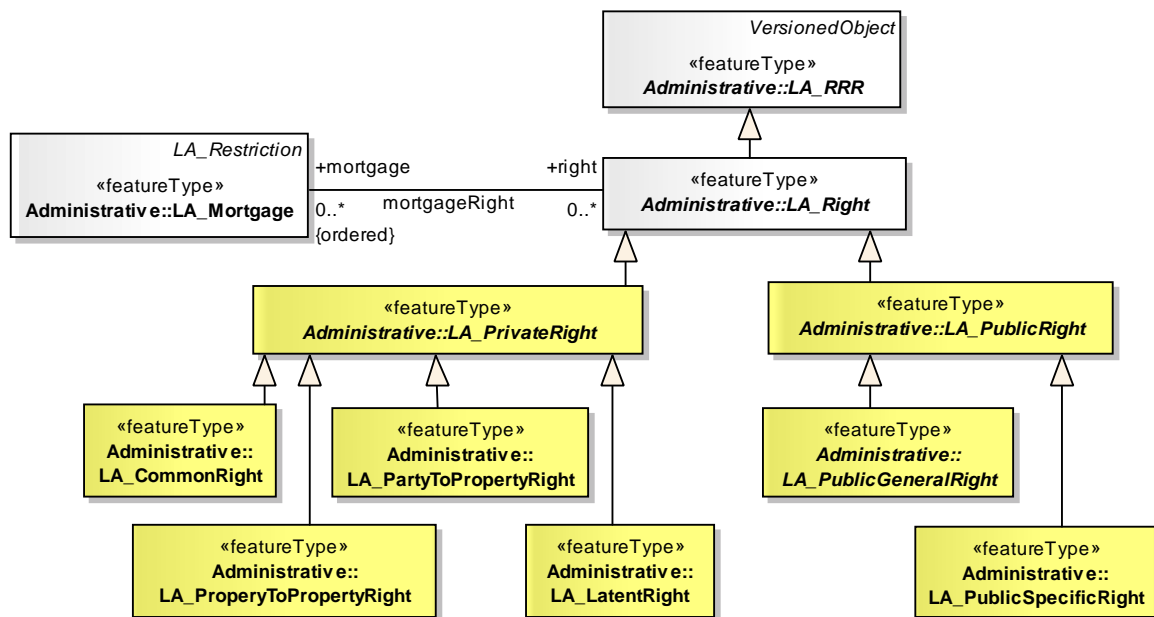 VersionedObject
«featureType»
Administrative::LA_RRR
LA_Restriction
«featureType»
Administrative::LA_Mortgage
+mortgage
0..*
{ordered}
mortgageRight
+right
0..*
«featureType»
Administrative::LA_Right
«featureType»
Administrative::LA_PrivateRight
«featureType»
Administrative::LA_PublicRight
«featureType»
Administrative::
LA_CommonRight
«featureType»
Administrative::
LA_PartyToPropertyRight
«featureType»
Administrative::
LA_PublicGeneralRight
«featureType»
Administrative::
LA_ProperyToPropertyRight
«featureType»
Administrative::
LA_LatentRight
«featureType»
Administrative::
LA_PublicSpecificRight